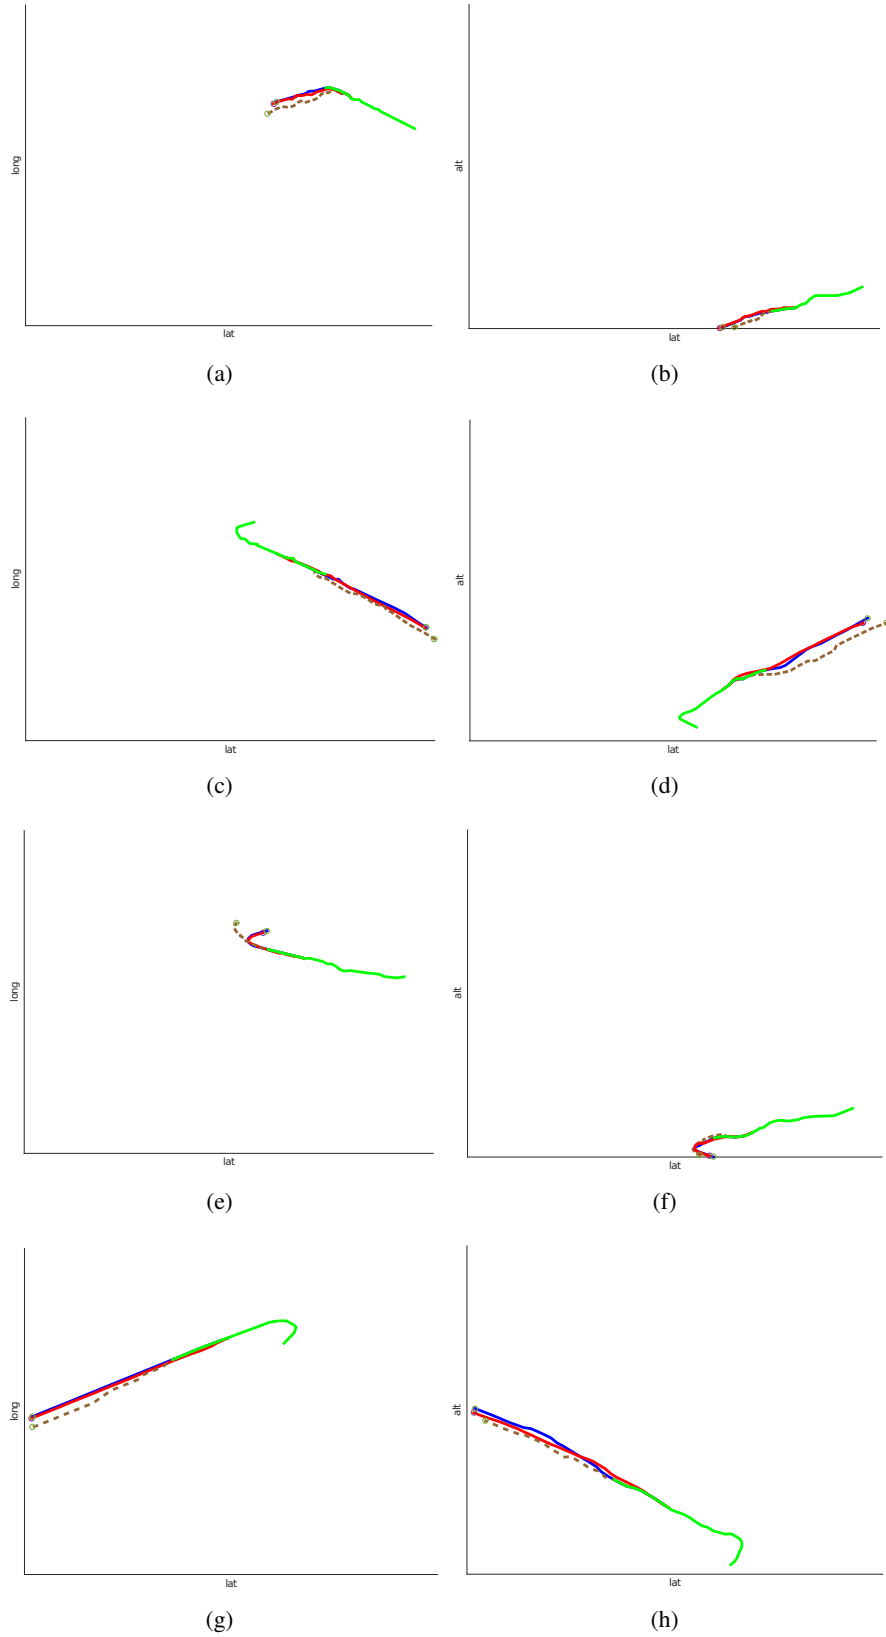 long
alt
lat
lat
(a)
(b)
long
alt
lat
lat
(c)
(d)
long
alt
lat
lat
(e)
(f)
long
alt
lat
lat
(g)
(h)